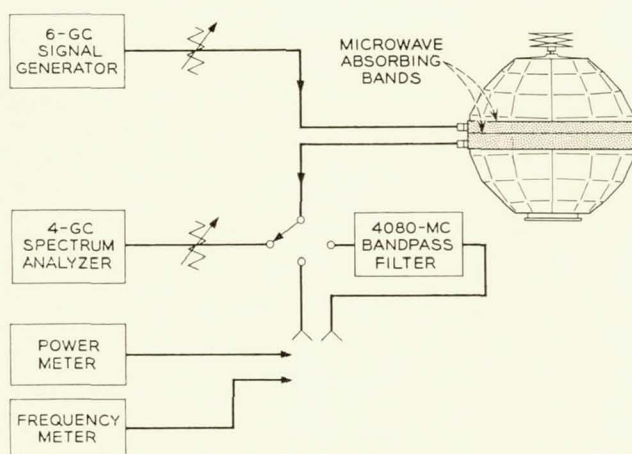 6-GC
SIGNAL
GENERATOR
MICROWAVE
ABSORBING
BANDS
4-GC
SPECTRUM
ANALYZER
4080-MC
BANDPASS
FILTER
POWER
METER
FREQUENCY
METER